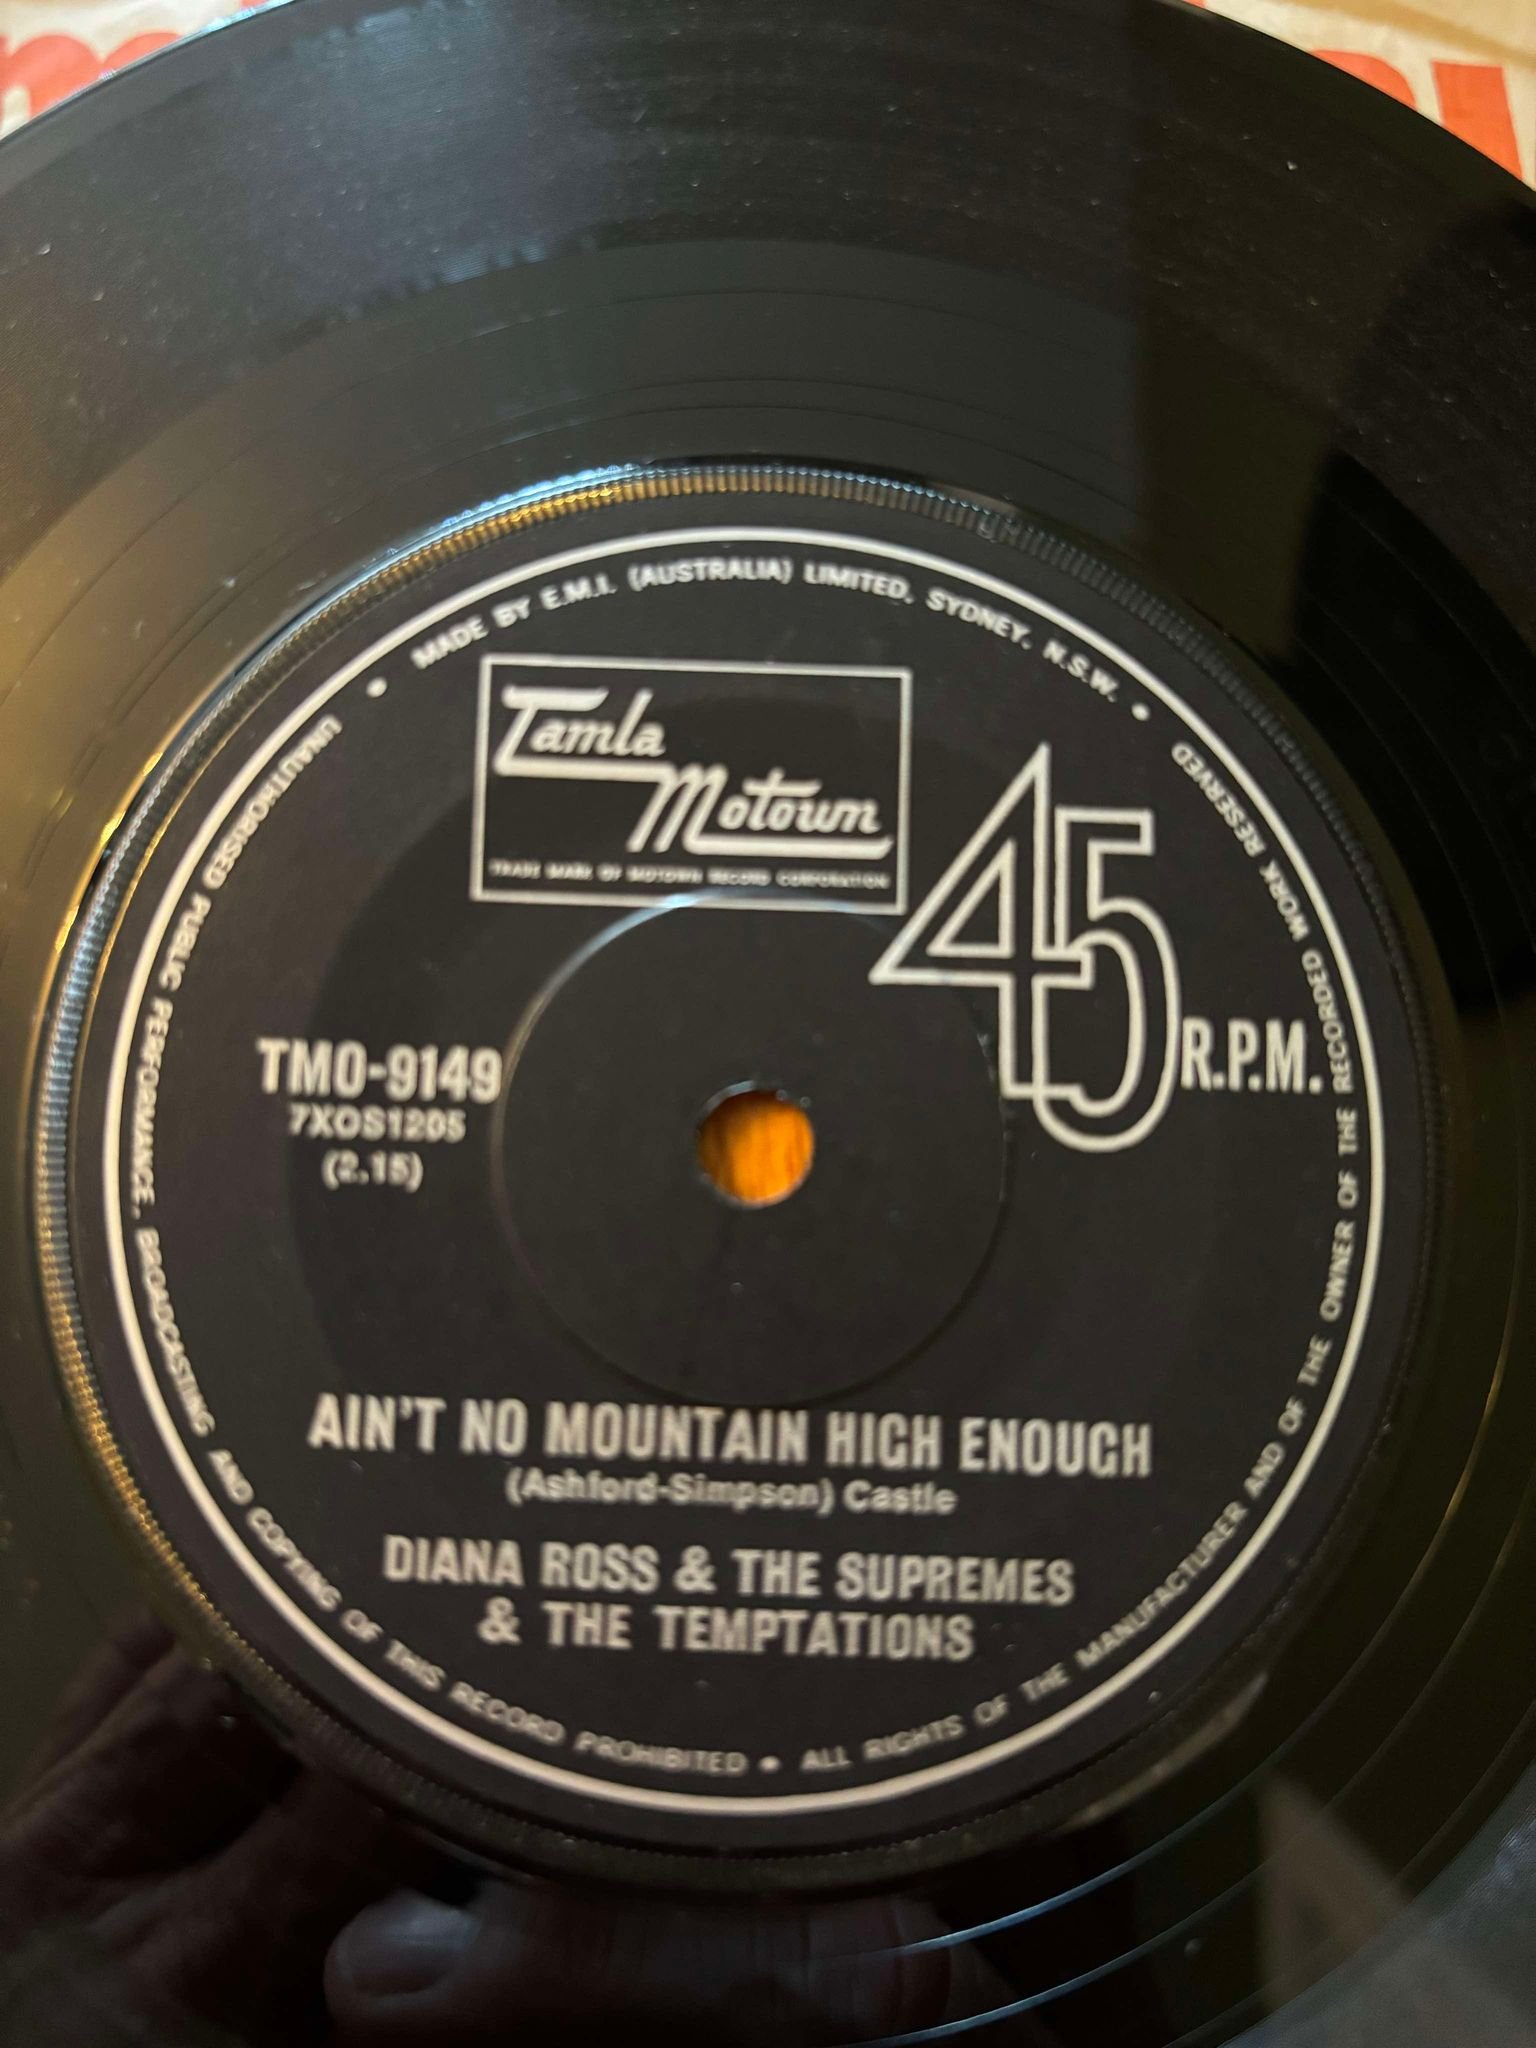 MADE BY E.M.I. (AUSTRALIA) LIMITED, SYDNEY, N.S.W. •
Tamla
Motown
TRADE MARK OF MOTOWN RECORD CORPORATION
45 R.P.M.
TMO-9149
7XOS1205
(2.15)
AIN'T NO MOUNTAIN HIGH ENOUGH
(Ashford-Simpson) Castle
DIANA ROSS & THE SUPREMES
& THE TEMPTATIONS
UNAUTHORISED PUBLIC PERFORMANCE, BROADCASTING AND COPYING OF THIS RECORD PROHIBITED •
ALL RIGHTS OF THE MANUFACTURER AND OF THE OWNER OF THE RECORDED WORK RESERVED •